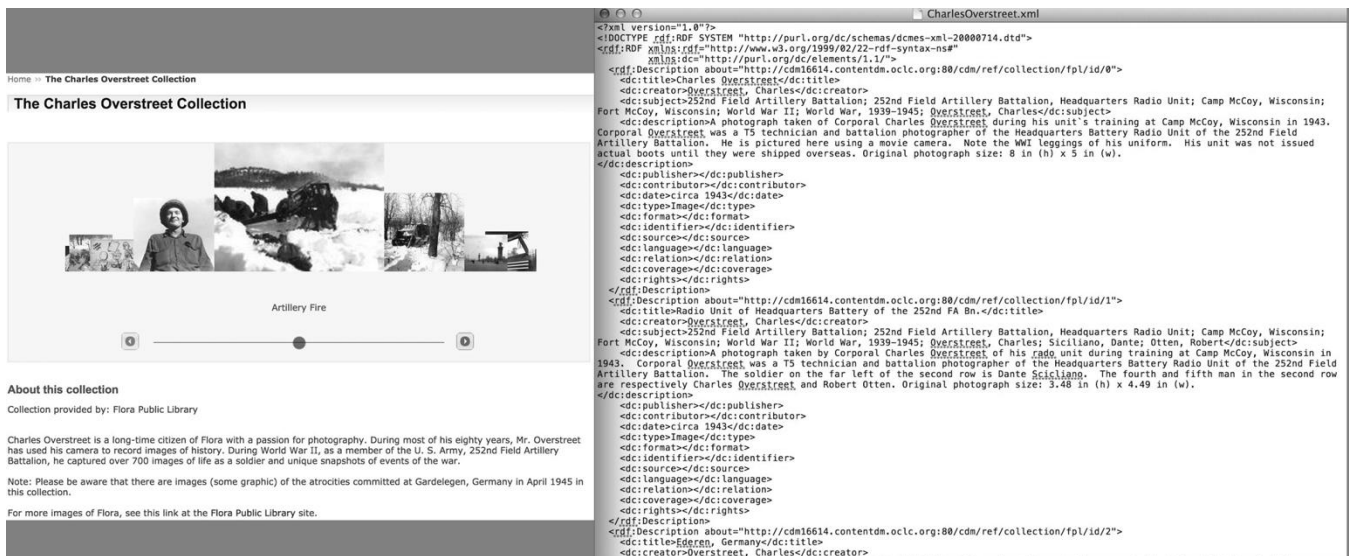 Home » The Charles Overstreet Collection
The Charles Overstreet Collection
Artillery Fire
About this collection
Collection provided by: Flora Public Library
Charles Overstreet is a long-time citizen of Flora with a passion for photography. During most of his eighty years, Mr. Overstreet
has used his camera to record images of history. During World War II, as a member of the U. S. Army, 252nd Field Artillery
Battalion, he captured over 700 images of life as a soldier and unique snapshots of events of the war.
Note: Please be aware that there are images (some graphic) of the atrocities committed at Gardelegen, Germany in April 1945 in
this collection.
For more images of Flora, see this link at the Flora Public Library site.
CharlesOverstreet.xml
<?xml version="1.0"?>
<!DOCTYPE rdf:RDF SYSTEM "http://purl.org/dc/schemas/dcmes-xml-20000714.dtd">
<rdf:RDF xmlns:rdf="http://www.w3.org/1999/02/22-rdf-syntax-ns#"
xmlns:dc="http://purl.org/dc/elements/1.1/">
<rdf:Description about="http://cdm16614.contentdm.oclc.org:80/cdm/ref/collection/fpl/id/0">
<dc:title>Charles Overstreet</dc:title>
<dc:creator>Overstreet, Charles</dc:creator>
<dc:subject>252nd Field Artillery Battalion; 252nd Field Artillery Battalion, Headquarters Radio Unit; Camp McCoy, Wisconsin;
Fort McCoy, Wisconsin; World War II; World War, 1939-1945; Overstreet, Charles</dc:subject>
<dc:description>A photograph taken of Corporal Charles Overstreet during his unit`s training at Camp McCoy, Wisconsin in 1943.
Corporal Overstreet was a T5 technician and battalion photographer of the Headquarters Battery Radio Unit of the 252nd Field
Artillery Battalion.  He is pictured here using a movie camera.  Note the WWI leggings of his uniform.  His unit was not issued
actual boots until they were shipped overseas. Original photograph size: 8 in (h) x 5 in (w).
</dc:description>
<dc:publisher></dc:publisher>
<dc:contributor></dc:contributor>
<dc:date>circa 1943</dc:date>
<dc:type>Image</dc:type>
<dc:format></dc:format>
<dc:identifier></dc:identifier>
<dc:source></dc:source>
<dc:language></dc:language>
<dc:relation></dc:relation>
<dc:coverage></dc:coverage>
<dc:rights></dc:rights>
</rdf:Description>
<rdf:Description about="http://cdm16614.contentdm.oclc.org:80/cdm/ref/collection/fpl/id/1">
<dc:title>Radio Unit of Headquarters Battery of the 252nd FA Bn.</dc:title>
<dc:creator>Overstreet, Charles</dc:creator>
<dc:subject>252nd Field Artillery Battalion; 252nd Field Artillery Battalion, Headquarters Radio Unit; Camp McCoy, Wisconsin;
Fort McCoy, Wisconsin; World War II; World War, 1939-1945; Overstreet, Charles; Siciliano, Dante; Otten, Robert</dc:subject>
<dc:description>A photograph taken by Corporal Charles Overstreet of his rado unit during training at Camp McCoy, Wisconsin in
1943.  Corporal Overstreet was a T5 technician and battalion photographer of the Headquarters Battery Radio Unit of the 252nd Field
Artillery Battalion.  The soldier on the far left of the second row is Dante Scicliano.  The fourth and fifth man in the second row
are respectively Charles Overstreet and Robert Otten. Original photograph size: 3.48 in (h) x 4.49 in (w).
</dc:description>
<dc:publisher></dc:publisher>
<dc:contributor></dc:contributor>
<dc:date>circa 1943</dc:date>
<dc:type>Image</dc:type>
<dc:format></dc:format>
<dc:identifier></dc:identifier>
<dc:source></dc:source>
<dc:language></dc:language>
<dc:relation></dc:relation>
<dc:coverage></dc:coverage>
<dc:rights></dc:rights>
</rdf:Description>
<rdf:Description about="http://cdm16614.contentdm.oclc.org:80/cdm/ref/collection/fpl/id/2">
<dc:title>Ederen, Germany</dc:title>
<dc:creator>Overstreet, Charles</dc:creator>